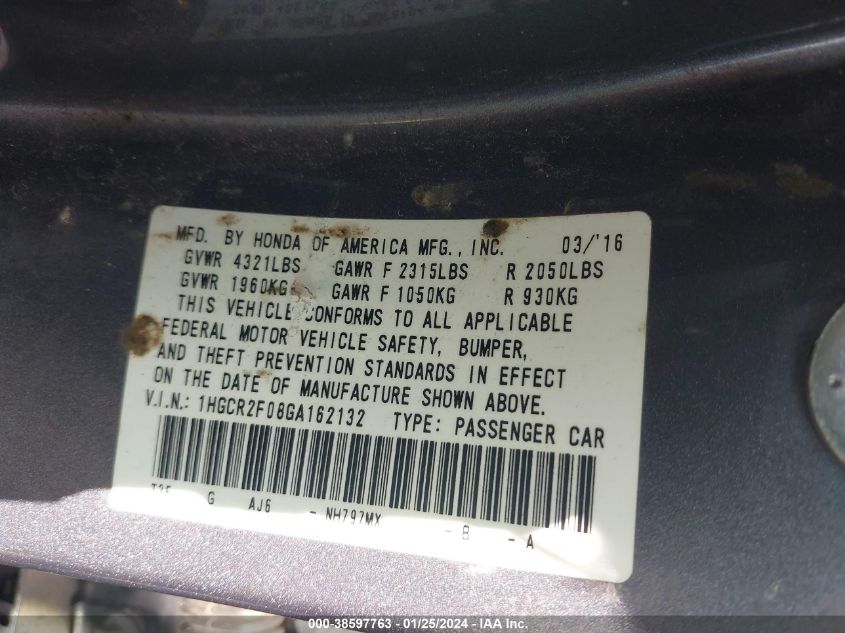 MFD. BY HONDA OF AMERICA MFG., INC. 03/'16
GVWR 4321LBS GAWR F 2315LBS R 2050LBS
GVWR 1960KG GAWR F 1050KG R 930KG
THIS VEHICLE CONFORMS TO ALL APPLICABLE
FEDERAL MOTOR VEHICLE SAFETY, BUMPER,
AND THEFT PREVENTION STANDARDS IN EFFECT
ON THE DATE OF MANUFACTURE SHOWN ABOVE.
V.I.N.: 1HGCR2F08GA162132 TYPE: PASSENGER CAR
G AJ6 - NH797MX - B - A
000-38597763 - 01/25/2024 - IAA Inc.